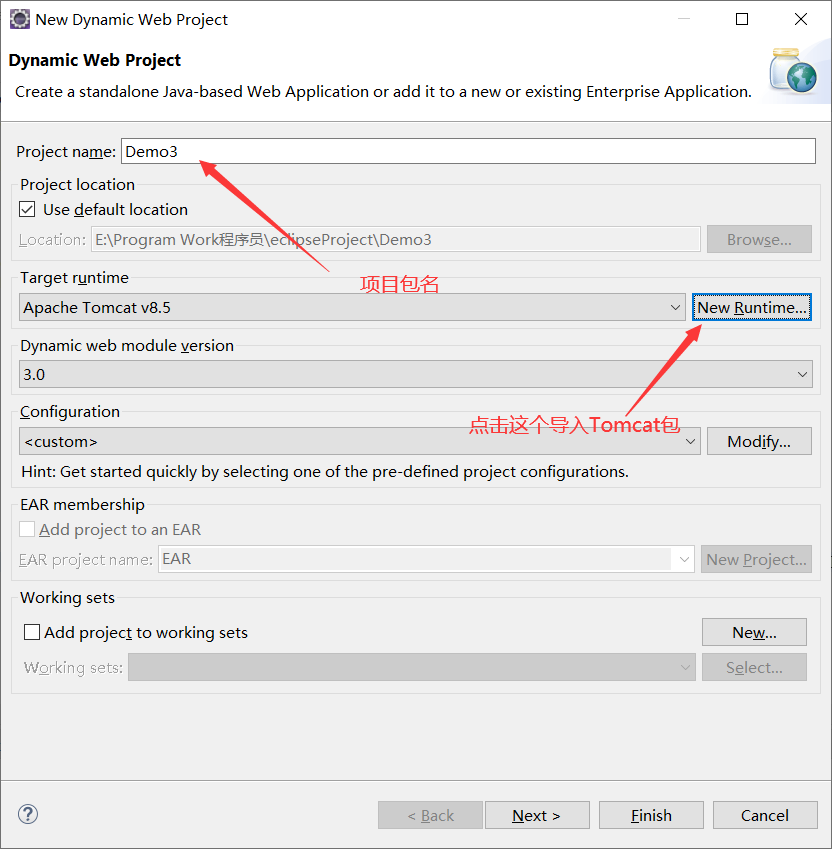 New Dynamic Web Project
Dynamic Web Project
Create a standalone Java-based Web Application or add it to a new or existing Enterprise Application.
Project name: Demo3
Project location
Use default location
Location: E:\Program Work程序员\eclipseProject\Demo3 Browse...
项目包名
Target runtime
Apache Tomcat v8.5 New Runtime...
Dynamic web module version
3.0
Configuration
点击这个导入Tomcat包
<custom> Modify...
Hint: Get started quickly by selecting one of the pre-defined project configurations.
EAR membership
Add project to an EAR
EAR project name: EAR New Project...
Working sets
Add project to working sets New...
Working sets: Select...
< Back Next > Finish Cancel